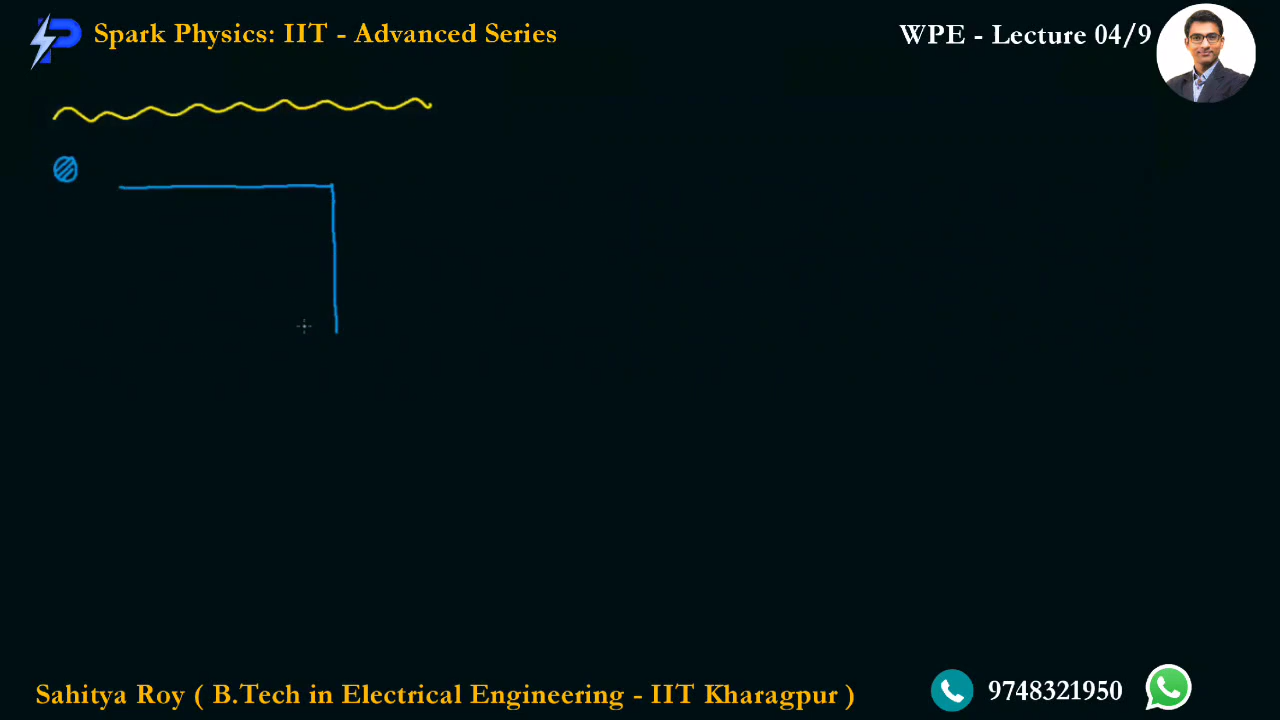 Spark Physics: IIT - Advanced Series
WPE - Lecture 04/9
Sahitya Roy ( B.Tech in Electrical Engineering - IIT Kharagpur )
9748321950